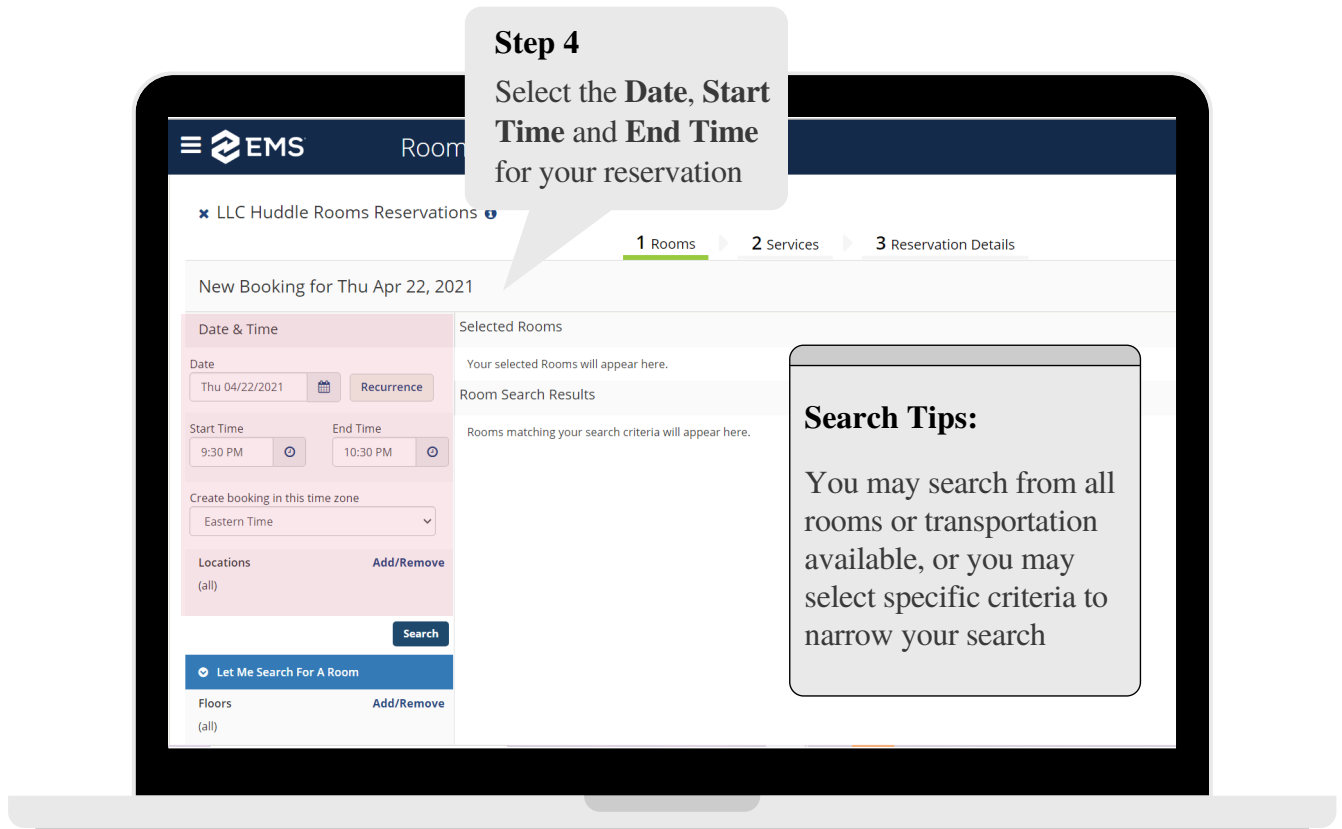 Step 4
Select the Date, Start
Time and End Time
for your reservation
EMS
Room
LLC Huddle Rooms Reservations
1 Rooms
2 Services
3 Reservation Details
New Booking for Thu Apr 22, 2021
Date & Time
Date
Thu 04/22/2021
Recurrence
Start Time
End Time
9:30 PM
10:30 PM
Create booking in this time zone
Eastern Time
Locations
Add/Remove
(all)
Search
Let Me Search For A Room
Floors
Add/Remove
(all)
Selected Rooms
Your selected Rooms will appear here.
Room Search Results
Rooms matching your search criteria will appear here.
Search Tips:
You may search from all
rooms or transportation
available, or you may
select specific criteria to
narrow your search